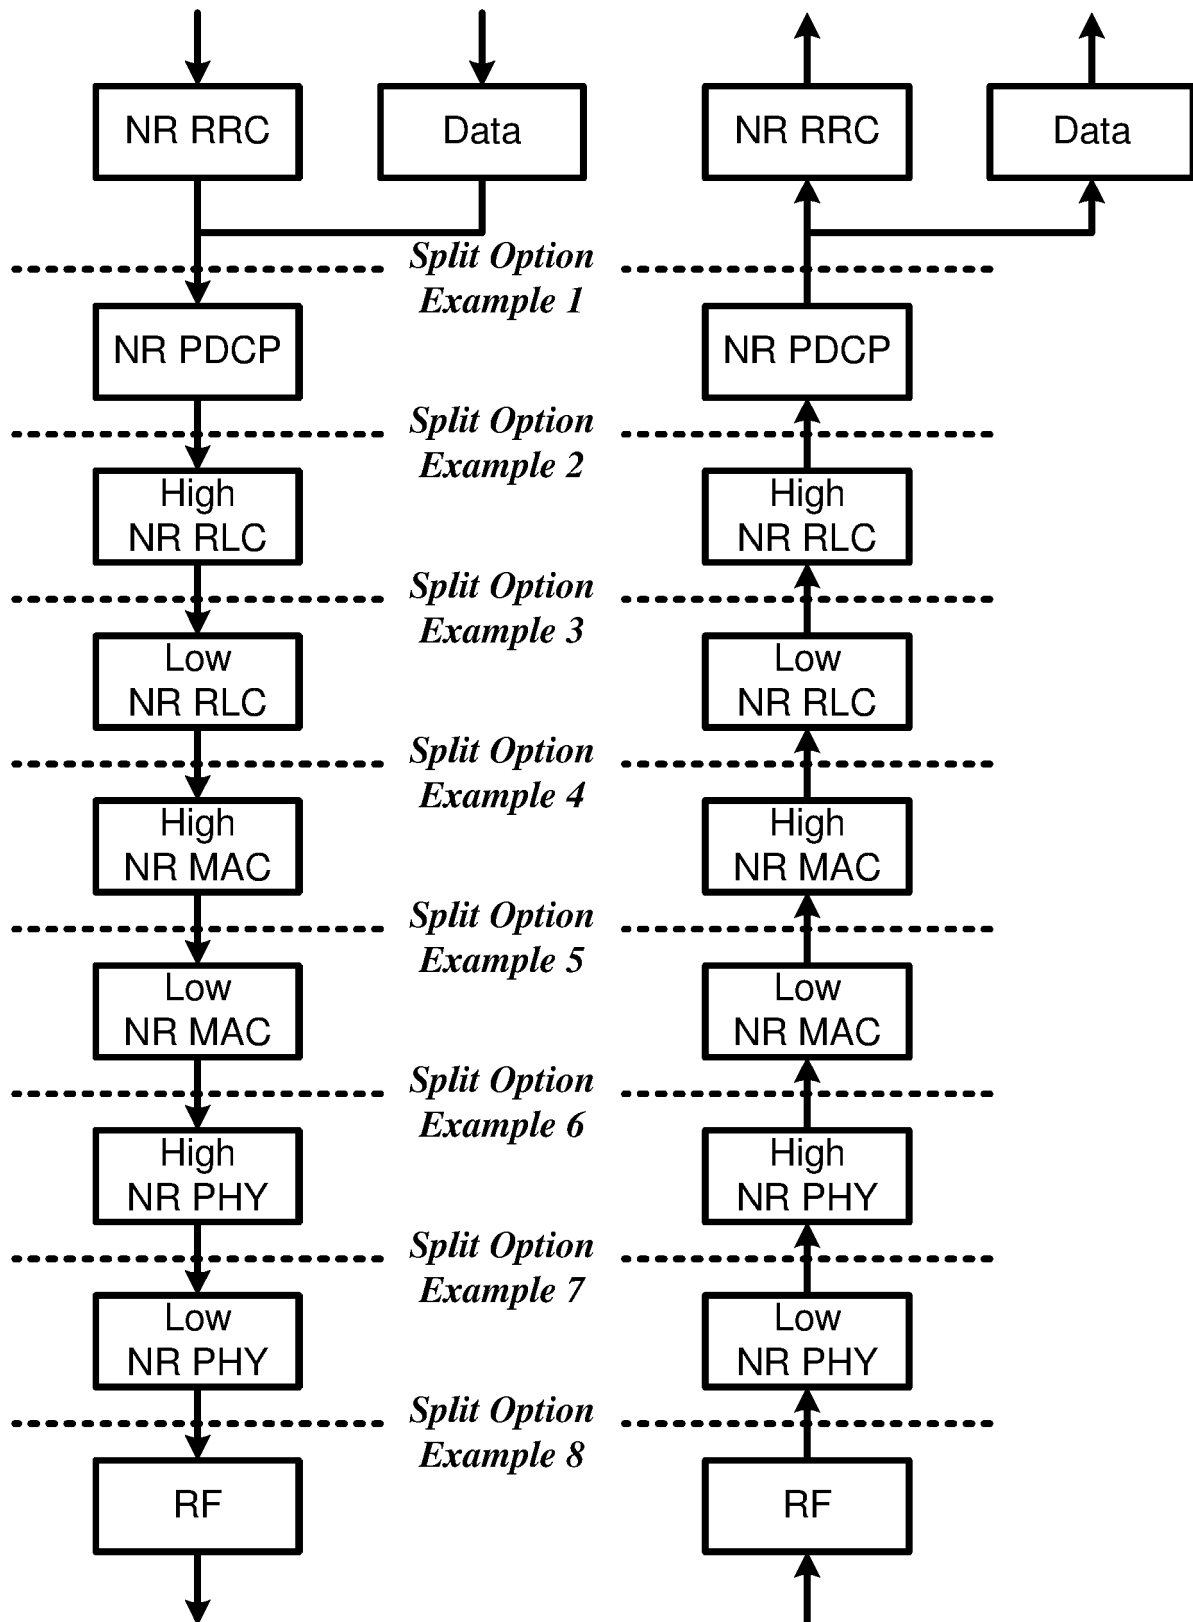 NR RRC
Data
NR RRC
Data
Split Option
Example 1
NR PDCP
NR PDCP
Split Option
Example 2
High
NR RLC
High
NR RLC
Split Option
Example 3
Low
NR RLC
Low
NR RLC
Split Option
Example 4
High
NR MAC
High
NR MAC
Split Option
Example 5
Low
NR MAC
Low
NR MAC
Split Option
Example 6
High
NR PHY
High
NR PHY
Split Option
Example 7
Low
NR PHY
Low
NR PHY
Split Option
Example 8
RF
RF